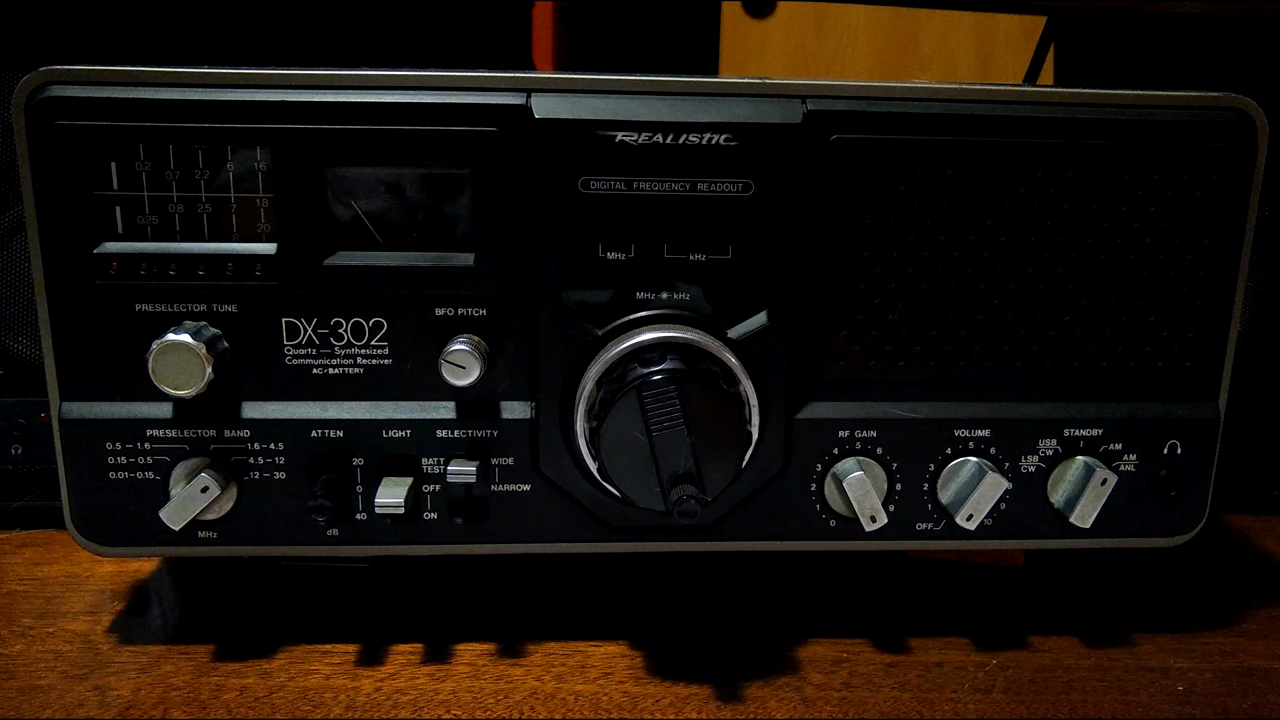 REALISTIC
DIGITAL FREQUENCY READOUT
MHz kHz
MHz kHz
0.2 0.7 2.2 6 16
0.25 0.8 2.5 7 18
20
PRESELECTOR TUNE
DX-302
Quartz — Synthesized
Communication Receiver
AC/BATTERY
BFO PITCH
PRESELECTOR BAND
0.5 – 1.6 1.6 – 4.5
0.15 – 0.5 4.5 – 12
0.01 – 0.15 12 – 30
MHz
ATTEN
20
0
40
dB
LIGHT
BATT TEST
OFF
ON
SELECTIVITY
WIDE
NARROW
RF GAIN
0 1 2 3 4 5 6 7 8 9
VOLUME
OFF 1 2 3 4 5 6 7 8 9 10
STANDBY
USB CW
LSB CW
AM
AM ANL